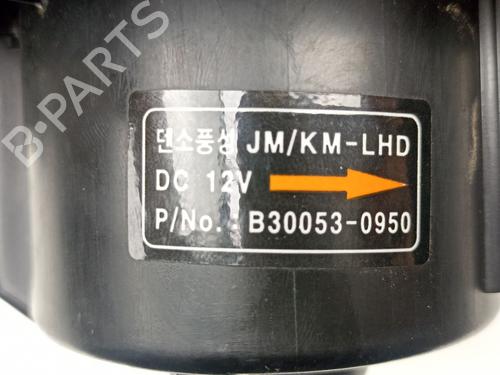 B-PARTS
덴소풍성 JM/KM-LHD
DC 12V
P/No. : B30053-0950